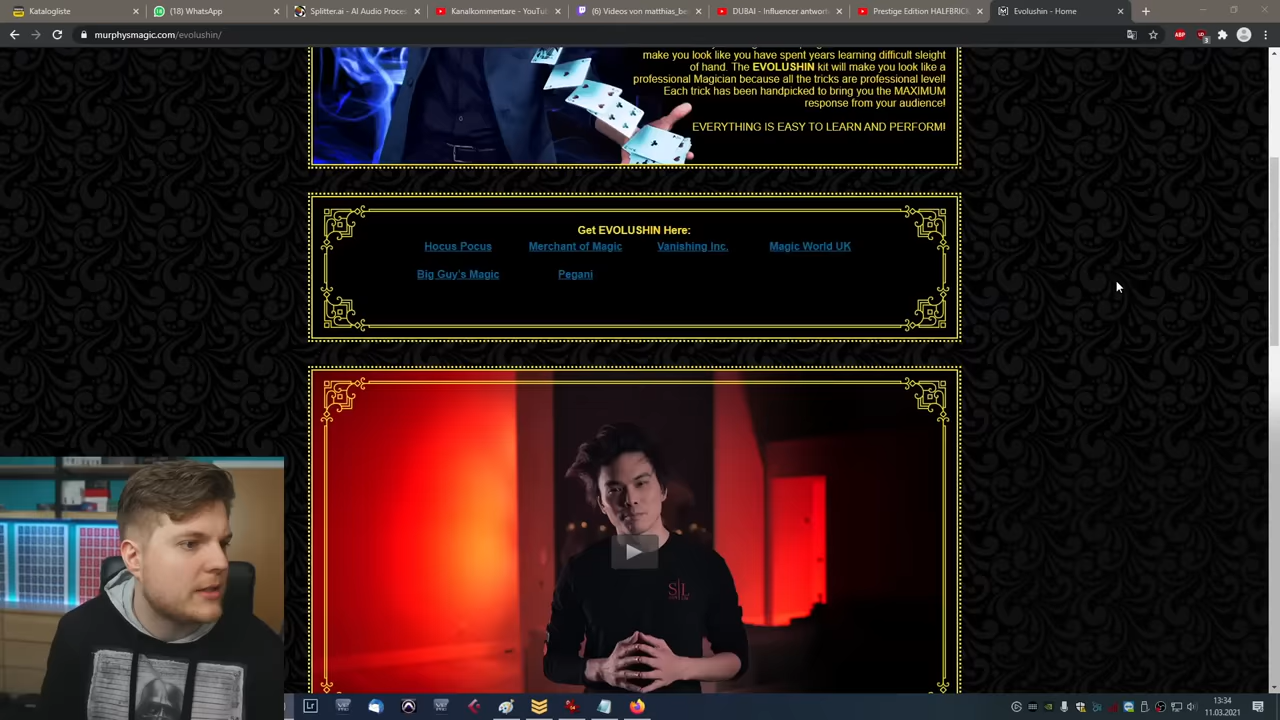 Katalogliste
(18) WhatsApp
Splitter.ai - AI Audio Proces
Kanalkommentare - YouTu
(6) Videos von matthias_be
DUBAI - Influencer antwort
Prestige Edition HALFBRICK
Evolushin - Home
murphysmagic.com/evolushin/
make you look like you have spent years learning difficult sleight
of hand. The EVOLUSHIN kit will make you look like a
professional Magician because all the tricks are professional level!
Each trick has been handpicked to bring you the MAXIMUM
response from your audience!
EVERYTHING IS EASY TO LEARN AND PERFORM!
Get EVOLUSHIN Here:
Hocus Pocus Merchant of Magic Vanishing Inc. Magic World UK
Big Guy's Magic Pegani
S|L
Lr
13:34
11.03.2021